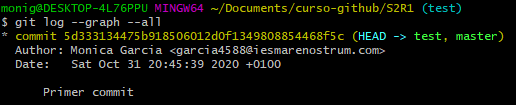 monig@DESKTOP-4L76PPU MINGW64 ~/Documents/curso-github/S2R1 (test)
$ git log --graph --all
* commit 5d333134475b918506012d0f1349808854468f5c (HEAD -> test, master)
Author: Monica Garcia <garcia4588@iesmarenostrum.com>
Date:   Sat Oct 31 20:45:39 2020 +0100
Primer commit